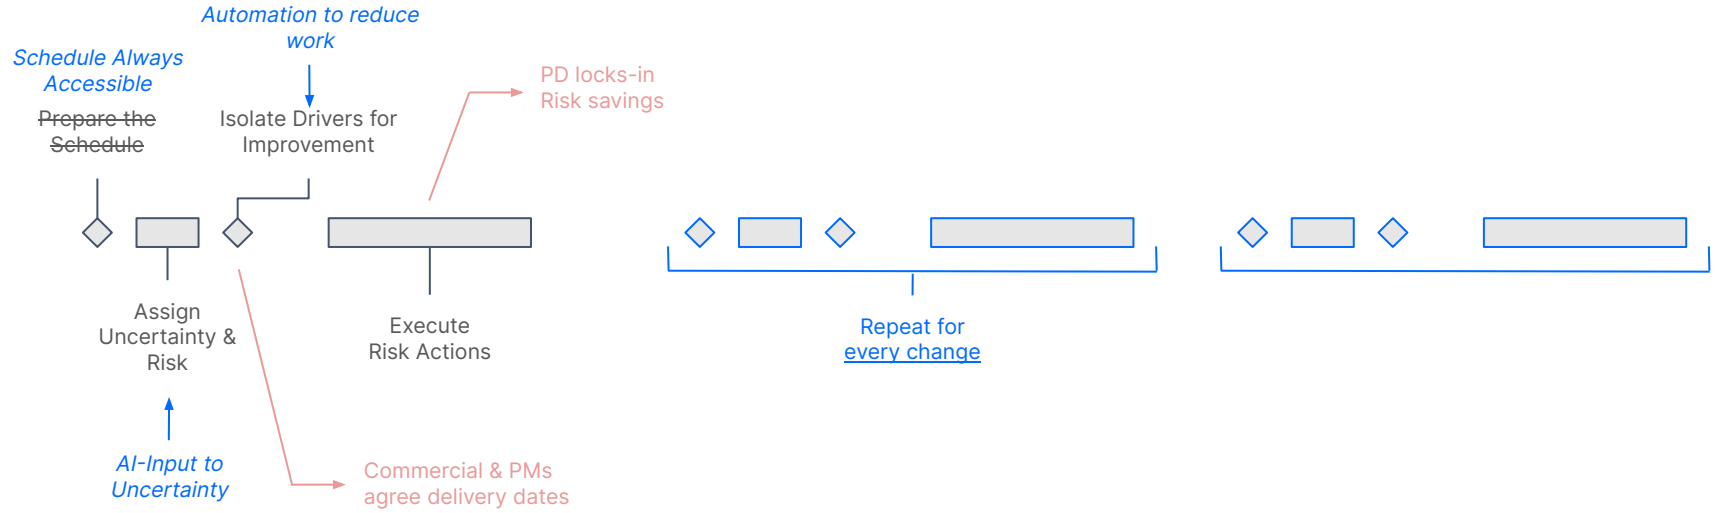 Automation to reduce
work
Schedule Always
Accessible
Prepare the
Schedule
Isolate Drivers for
Improvement
PD locks-in
Risk savings
Assign
Uncertainty &
Risk
Execute
Risk Actions
Repeat for
every change
AI-Input to
Uncertainty
Commercial & PMs
agree delivery dates